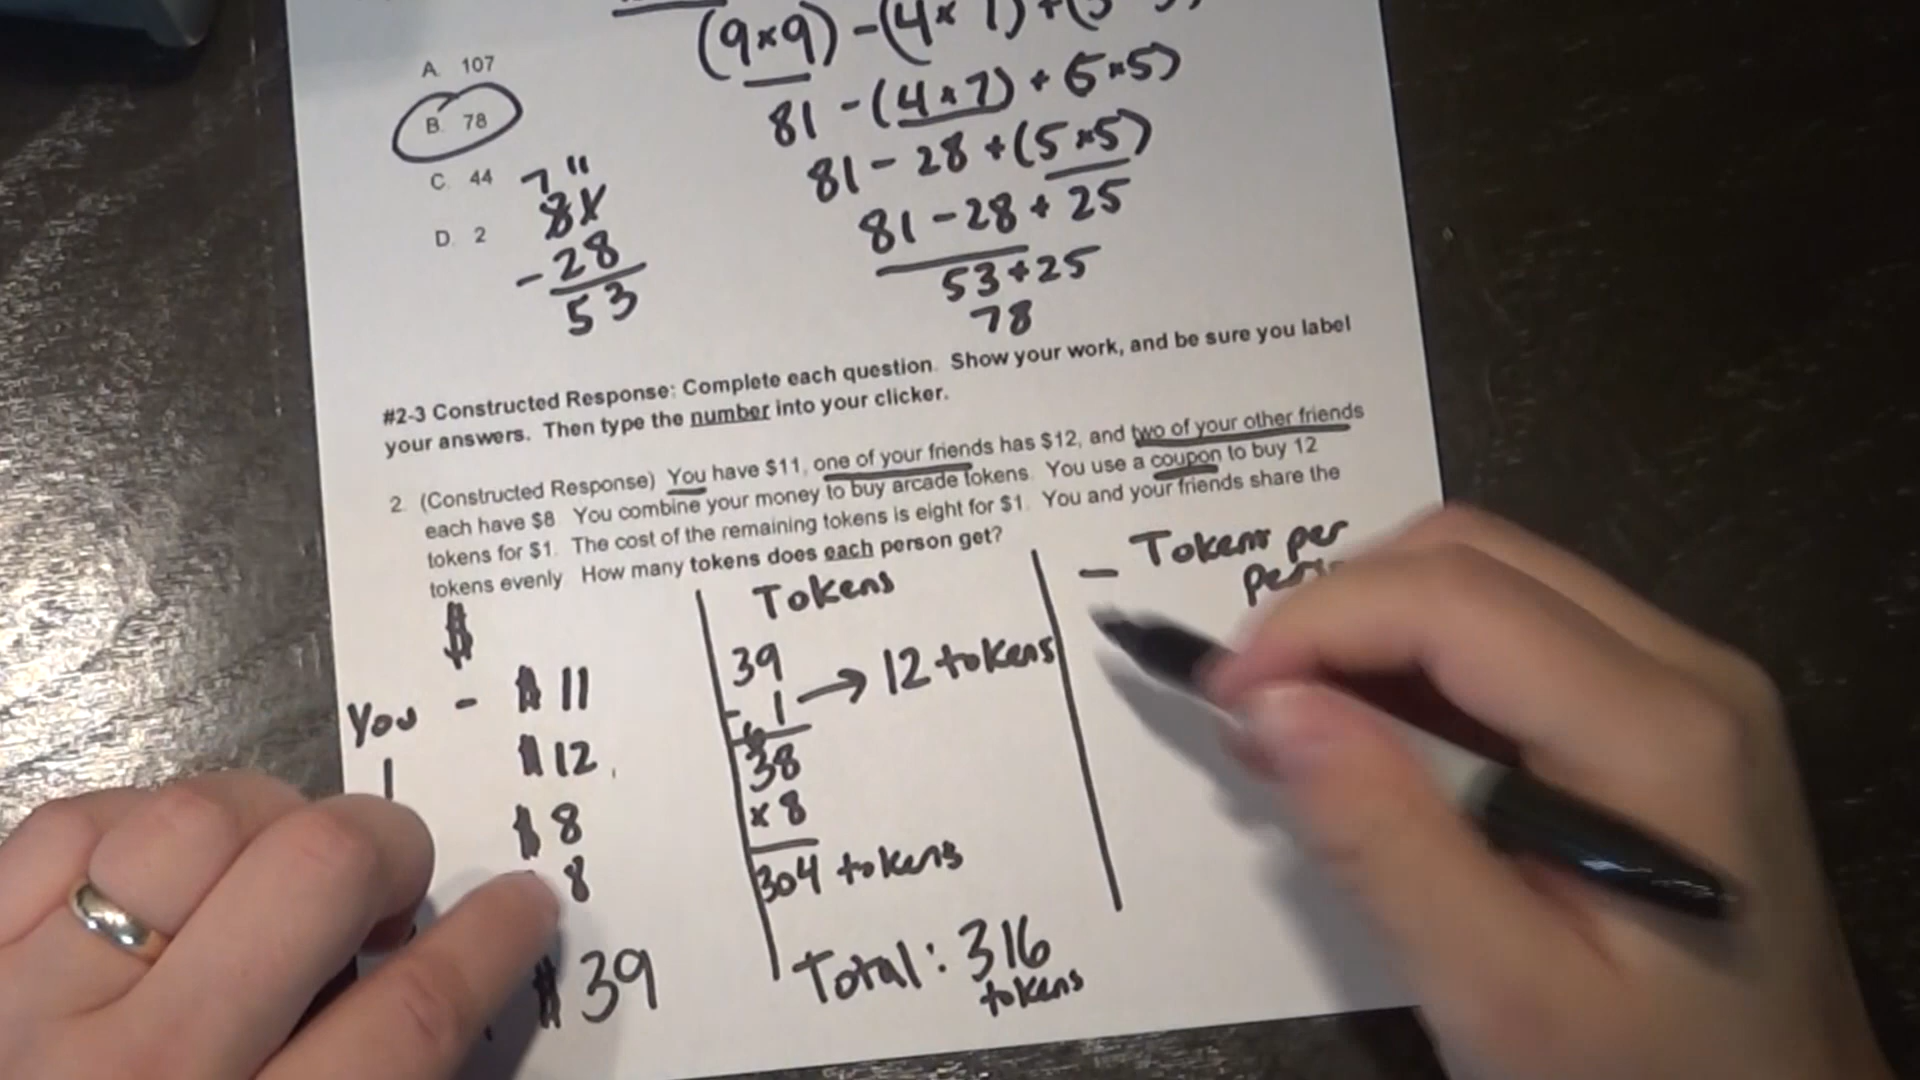 (9×9) - (4× 7) + (5
A. 107
81 - (4×7) + 5×5)
B. 78
81 - 28 + (5×5)
C. 44
7 11
81
81 - 28 + 25
D. 2
- 28
53 + 25
53
78
#2-3 Constructed Response: Complete each question. Show your work, and be sure you label
your answers. Then type the number into your clicker.
2. (Constructed Response) You have $11, one of your friends has $12, and two of your other friends
each have $8. You combine your money to buy arcade tokens. You use a coupon to buy 12
tokens for $1. The cost of the remaining tokens is eight for $1. You and your friends share the
tokens evenly. How many tokens does each person get?
$
You - $11
$12
$8
8
$39
Tokens
39
- 1 → 12 tokens
38
× 8
304 tokens
Total: 316
tokens
- Tokens per